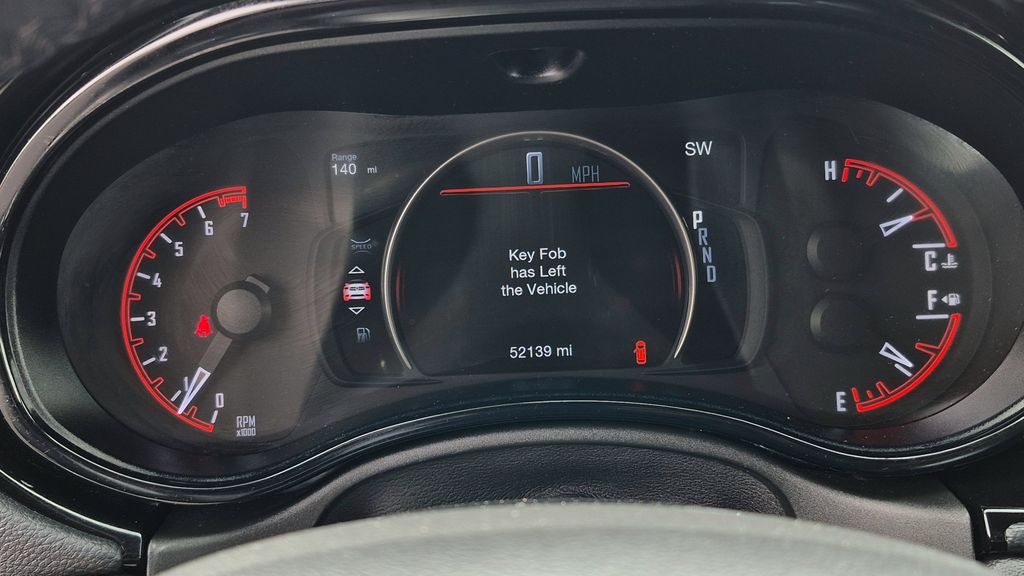 Range
140 mi
0 MPH
SW
SPEED
Key Fob
has Left
the Vehicle
52139 mi
P
R
N
D
7
6
5
4
3
2
1
0
RPM
x1000
H
C
F
E